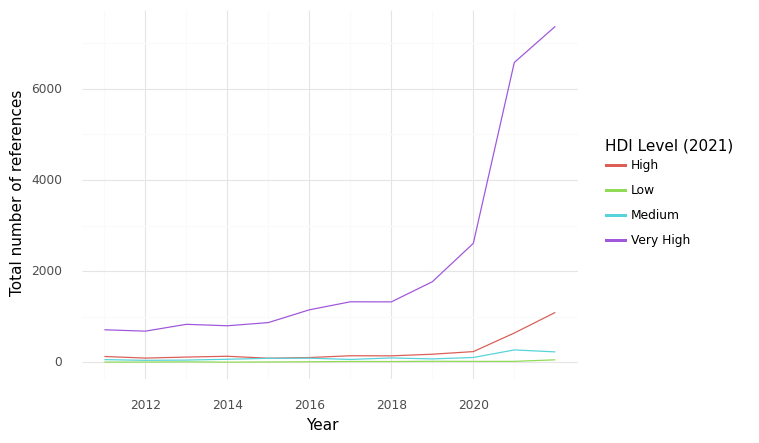 6000
4000
2000
0
Total number of references
2012 2014 2016 2018 2020
Year
HDI Level (2021)
High
Low
Medium
Very High